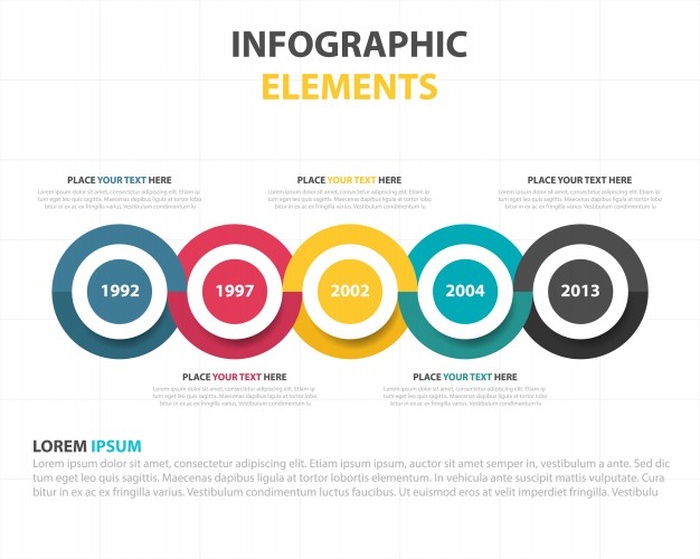 INFOGRAPHIC
ELEMENTS
PLACE YOUR TEXT HERE
Lorem ipsum dolor sit amet, consectetur adipiscing elit. Etiam ip
tum eget leo quis sagittis. Maecenas dapibus ligula at tortor lobo
bitur in ex ac ex fringilla varius. Vestibulum condimentum lu
PLACE YOUR TEXT HERE
Lorem ipsum dolor sit amet, consectetur adipiscing elit. Etiam ip
tum eget leo quis sagittis. Maecenas dapibus ligula at tortor lobo
bitur in ex ac ex fringilla varius. Vestibulum condimentum lu
PLACE YOUR TEXT HERE
Lorem ipsum dolor sit amet, consectetur adipiscing elit. Etiam ip
tum eget leo quis sagittis. Maecenas dapibus ligula at tortor lobo
bitur in ex ac ex fringilla varius. Vestibulum condimentum lu
1992
1997
2002
2004
2013
PLACE YOUR TEXT HERE
Lorem ipsum dolor sit amet, consectetur adipiscing elit. Etiam ip
tum eget leo quis sagittis. Maecenas dapibus ligula at tortor lobo
bitur in ex ac ex fringilla varius. Vestibulum condimentum lu
PLACE YOUR TEXT HERE
Lorem ipsum dolor sit amet, consectetur adipiscing elit. Etiam ip
tum eget leo quis sagittis. Maecenas dapibus ligula at tortor lobo
bitur in ex ac ex fringilla varius. Vestibulum condimentum lu
LOREM IPSUM
Lorem ipsum dolor sit amet, consectetur adipiscing elit. Etiam ipsum ipsum, auctor sit amet semper in, vestibulum vitae ante. Sed dic
tum eget leo quis sagittis. Maecenas dapibus ligula at tortor lobortis elementum. In vehicula ante suscipit mattis vulputate. Cura
bitur in ex ac ex fringilla varius. Vestibulum condimentum luctus faucibus. Ut euismod eros at velit fringilla efficitur. Vestibulu